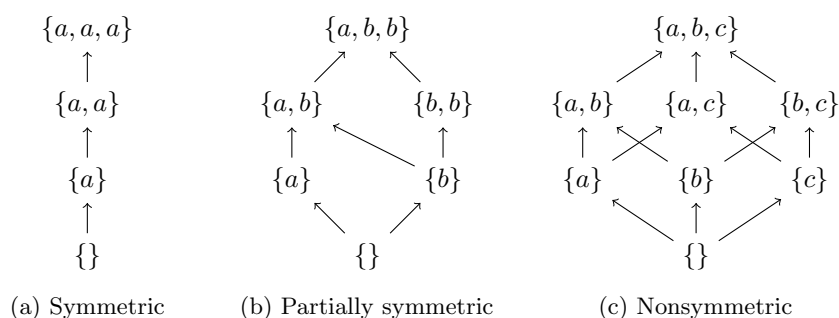 {a, a, a} {a, b, b} {a, b, c}
{a, a} {a, b} {b, b} {a, b} {a, c} {b, c}
{a} {a} {b} {a} {b} {c}
{} {} {}
(a) Symmetric (b) Partially symmetric (c) Nonsymmetric